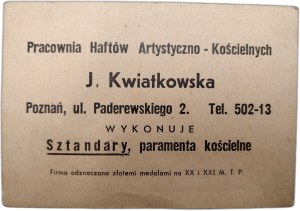 Pracownia Haftów Artystyczno - Kościelnych
J. Kwiatkowska
Poznań, ul. Paderewskiego 2. Tel. 502-13
WYKONUJE
Sztandary, paramenta kościelne
Firma odznaczona złotemi medalami na XX i XXI M. T. P.